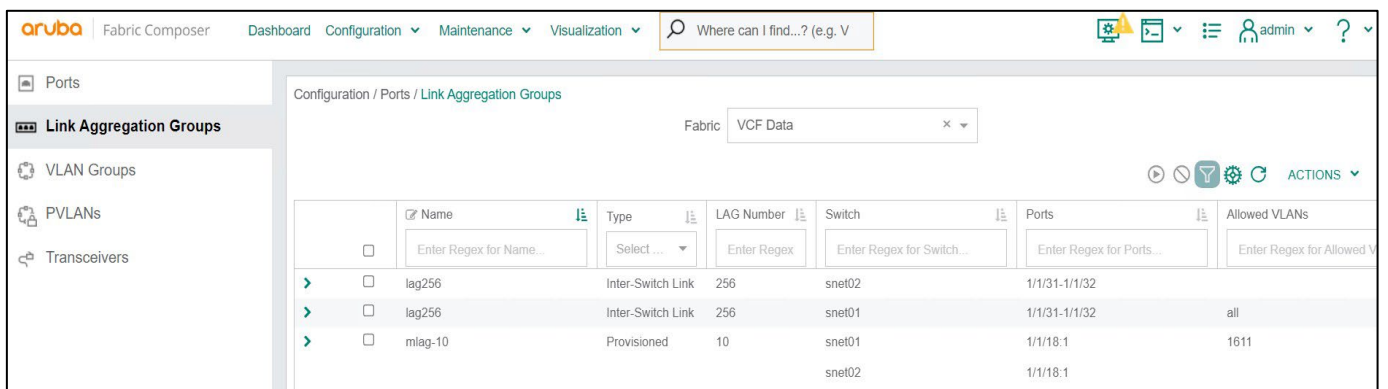 aruba Fabric Composer Dashboard Configuration Maintenance Visualization Where can I find...? (e.g. V admin ?
Ports
Link Aggregation Groups
VLAN Groups
PVLANs
Transceivers
Configuration / Ports / Link Aggregation Groups
Fabric VCF Data ×
ACTIONS
Name Type LAG Number Switch Ports Allowed VLANs
Enter Regex for Name... Select ... Enter Regex Enter Regex for Switch... Enter Regex for Ports... Enter Regex for Allowed V
lag256 Inter-Switch Link 256 snet02 1/1/31-1/1/32
lag256 Inter-Switch Link 256 snet01 1/1/31-1/1/32 all
mlag-10 Provisioned 10 snet01 1/1/18:1 1611
snet02 1/1/18:1